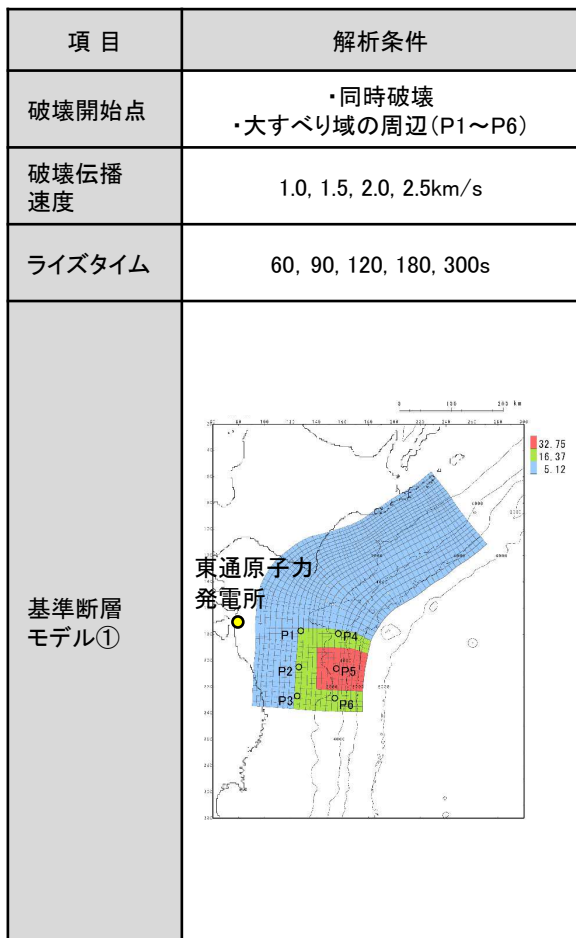 項 目
解析条件
破壊開始点
・同時破壊
・大すべり域の周辺(P1～P6)
破壊伝播
速度
1.0, 1.5, 2.0, 2.5km/s
ライズタイム
60, 90, 120, 180, 300s
基準断層
モデル①
32.75
16.37
5.12
東通原子力
発電所
P1
P4
P2
P5
P3
P6